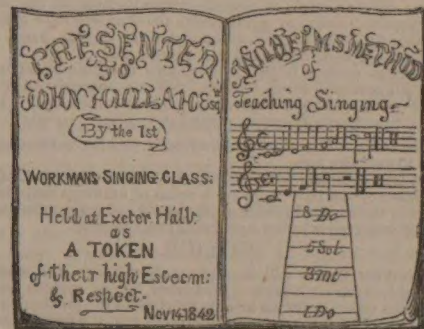 PRESENTED
TO
JOHN HULLAH Esqr
By the 1st
WORKMANS SINGING CLASS:
Held at Exeter Hall:
as
A TOKEN
of their high Esteem:
& Respect.
Nov 14 1842
WILHELMS METHOD
of
Teaching Singing
8 Do
5 Sol
3 Mi
1 Do